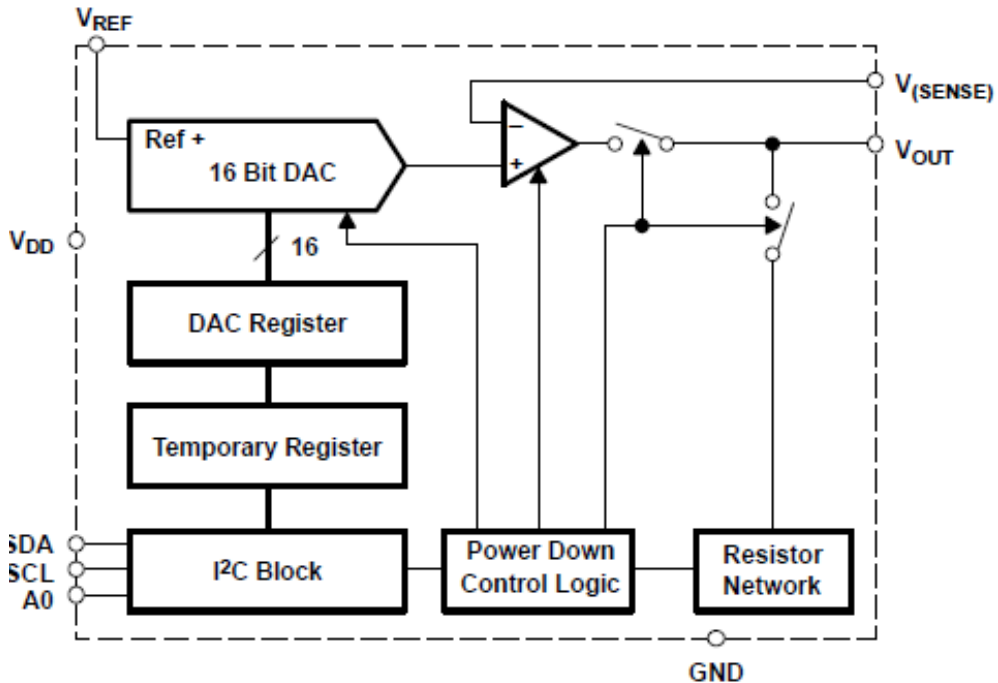 VREF
V(SENSE)
Ref +
16 Bit DAC
−
+
VOUT
VDD
16
DAC Register
Temporary Register
SDA
SCL
A0
I²C Block
Power Down
Control Logic
Resistor
Network
GND